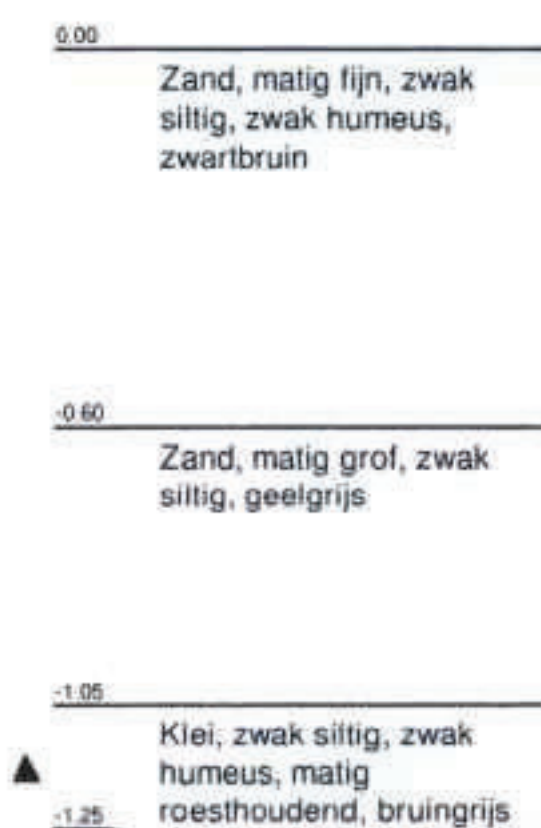 0.00
Zand, matig fijn, zwak
siltig, zwak humeus,
zwartbruin
-0.60
Zand, matig grof, zwak
siltig, geelgrijs
-1.05
Klei, zwak siltig, zwak
humeus, matig
roesthoudend, bruingrijs
-1.25